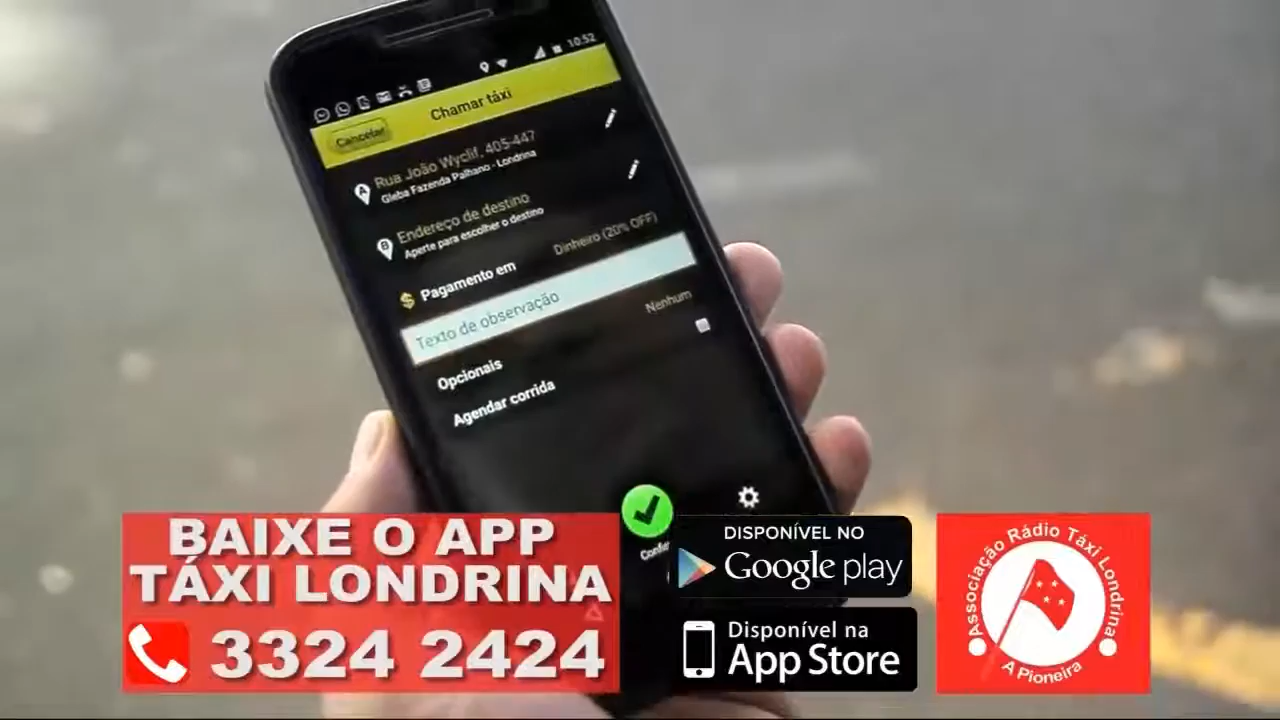 10:52
Cancelar
Chamar táxi
A
Rua João Wyclif, 405-447
Gleba Fazenda Palhano - Londrina
B
Endereço de destino
Aperte para escolher o destino
$ Pagamento em
Dinheiro (20% OFF)
Texto de observação
Opcionais
Nenhum
Agendar corrida
BAIXE O APP
TÁXI LONDRINA
3324 2424
DISPONÍVEL NO
Google play
Disponível na
App Store
Associação Rádio Táxi Londrina
A Pioneira